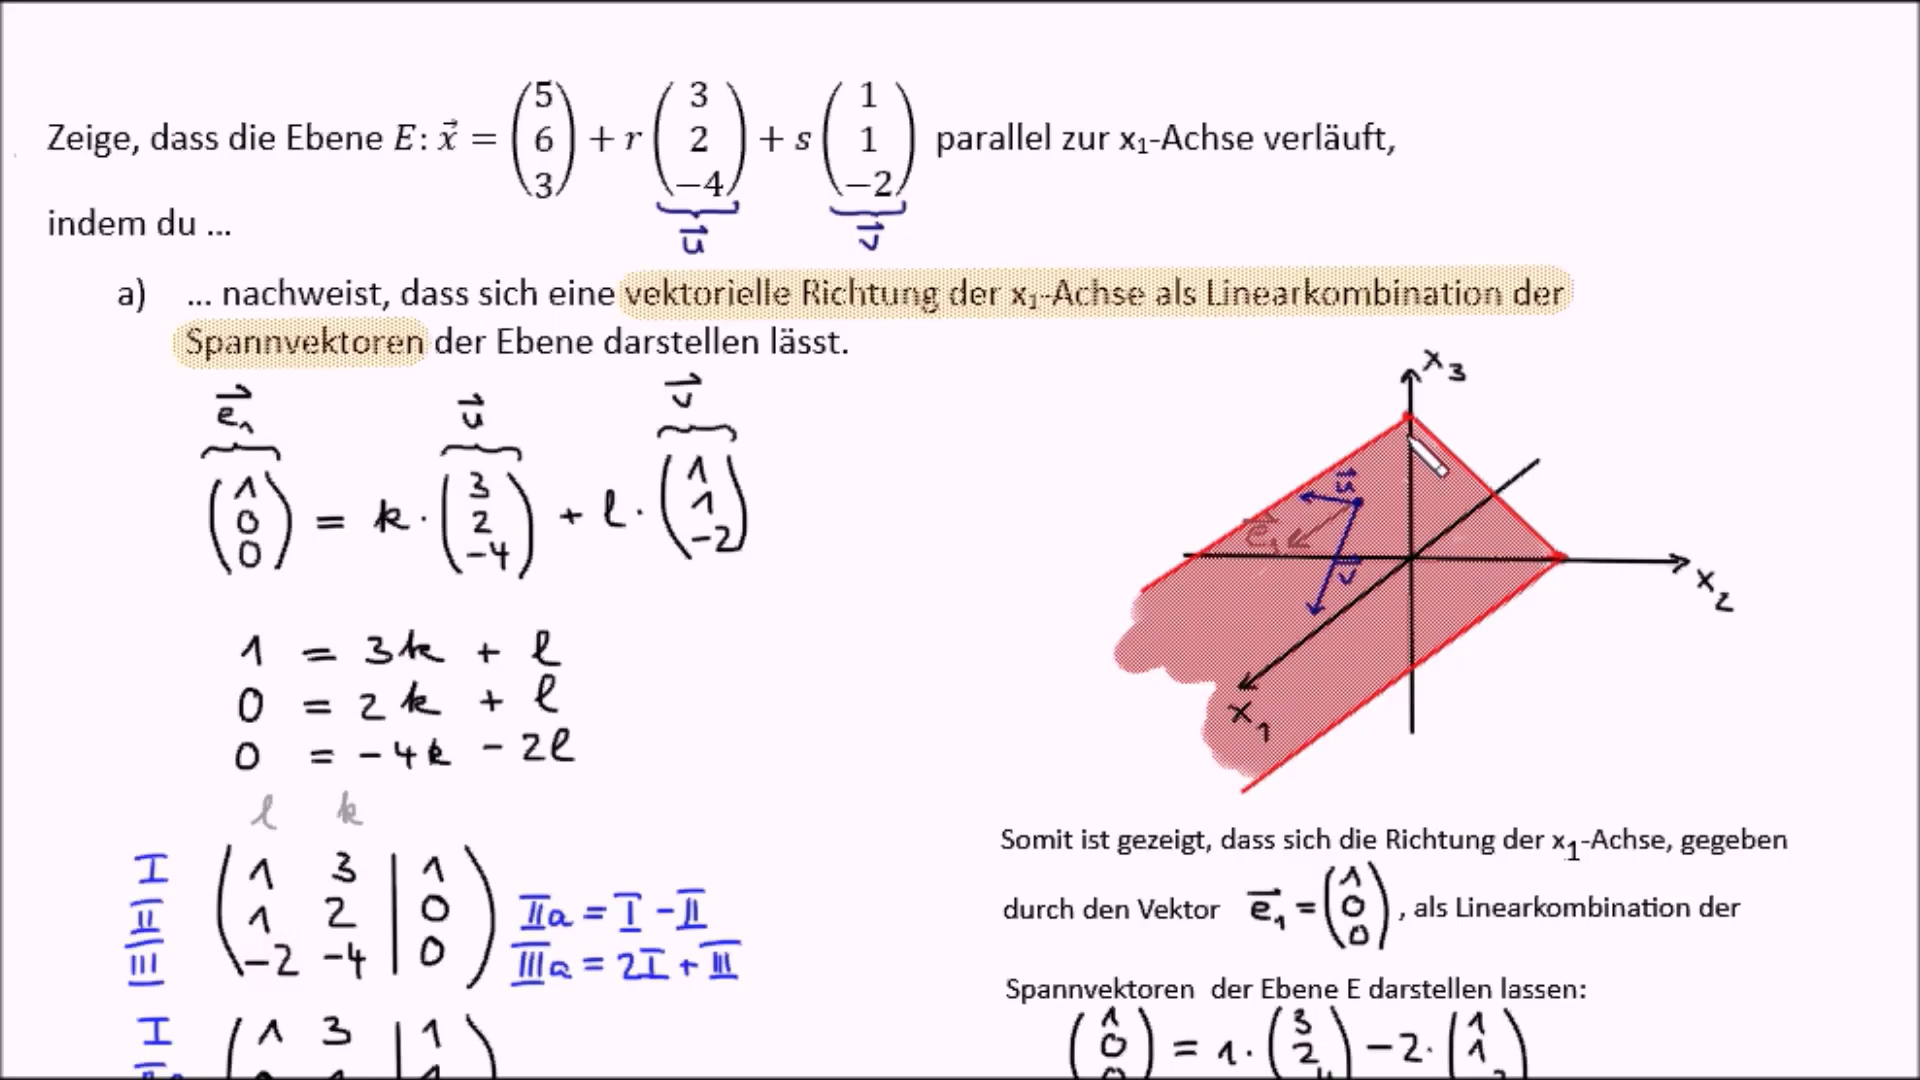 Zeige, dass die Ebene E: x⃗ = (5 6 3) + r (3 2 −4) + s (1 1 −2) parallel zur x₁-Achse verläuft,
u⃗ v⃗
indem du ...
a) ... nachweist, dass sich eine vektorielle Richtung der x₁-Achse als Linearkombination der
Spannvektoren der Ebene darstellen lässt.
e⃗₁ u⃗ v⃗
(1 0 0) = k · (3 2 −4) + l · (1 1 −2)
1 = 3k + l
0 = 2k + l
0 = −4k − 2l
l k
I (1 3 | 1)
II (1 2 | 0) IIa = I − II
III (−2 −4 | 0) IIIa = 2I + III
I (1 3 | 1)
x₃
u⃗
e⃗₁
v⃗
x₂
x₁
Somit ist gezeigt, dass sich die Richtung der x₁-Achse, gegeben
durch den Vektor e⃗₁ = (1 0 0), als Linearkombination der
Spannvektoren der Ebene E darstellen lassen:
(1 0 0) = 1 · (3 2 −4) − 2 · (1 1 −2)